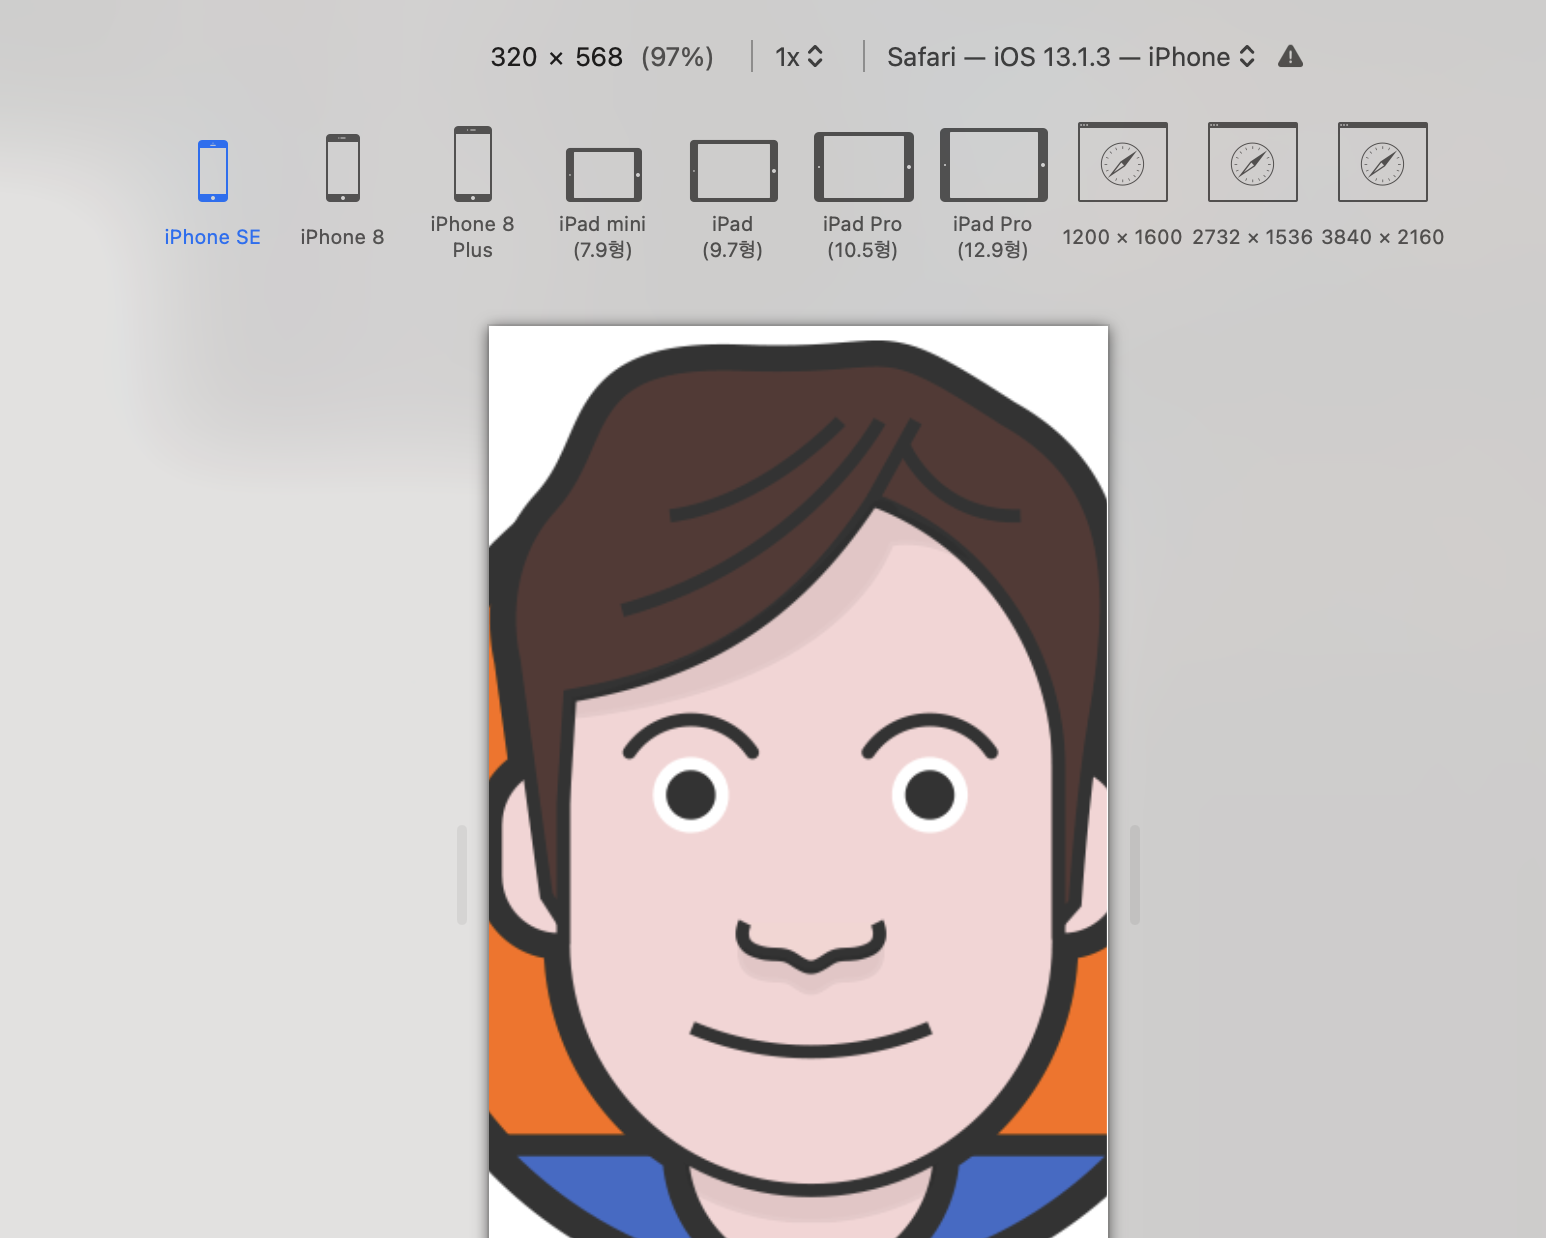 320 × 568 (97%) 1x Safari — iOS 13.1.3 — iPhone
iPhone SE
iPhone 8
iPhone 8
Plus
iPad mini
(7.9형)
iPad
(9.7형)
iPad Pro
(10.5형)
iPad Pro
(12.9형)
1200 × 1600
2732 × 1536
3840 × 2160